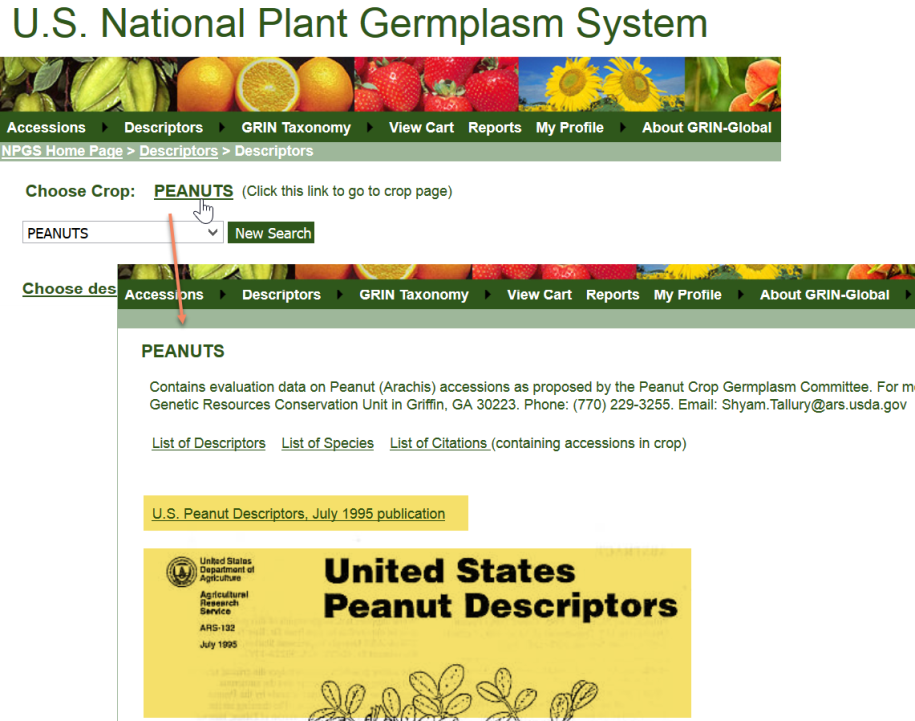 U.S. National Plant Germplasm System
Accessions Descriptors GRIN Taxonomy View Cart Reports My Profile About GRIN-Global
NPGS Home Page > Descriptors > Descriptors
Choose Crop: PEANUTS (Click this link to go to crop page)
PEANUTS New Search
Choose des
Accessions Descriptors GRIN Taxonomy View Cart Reports My Profile About GRIN-Global
PEANUTS
Contains evaluation data on Peanut (Arachis) accessions as proposed by the Peanut Crop Germplasm Committee. For m
Genetic Resources Conservation Unit in Griffin, GA 30223. Phone: (770) 229-3255. Email: Shyam.Tallury@ars.usda.gov
List of Descriptors List of Species List of Citations (containing accessions in crop)
U.S. Peanut Descriptors, July 1995 publication
United States
Department of
Agriculture
Agricultural
Research
Service
ARS-132
July 1995
United States
Peanut Descriptors